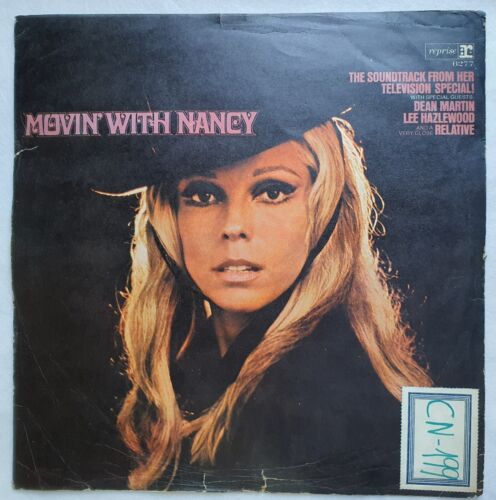 reprise r:
6277
THE SOUNDTRACK FROM HER
TELEVISION SPECIAL!
WITH SPECIAL GUESTS
DEAN MARTIN
LEE HAZLEWOOD
AND A
VERY CLOSE RELATIVE
MOVIN' WITH NANCY
CN-199